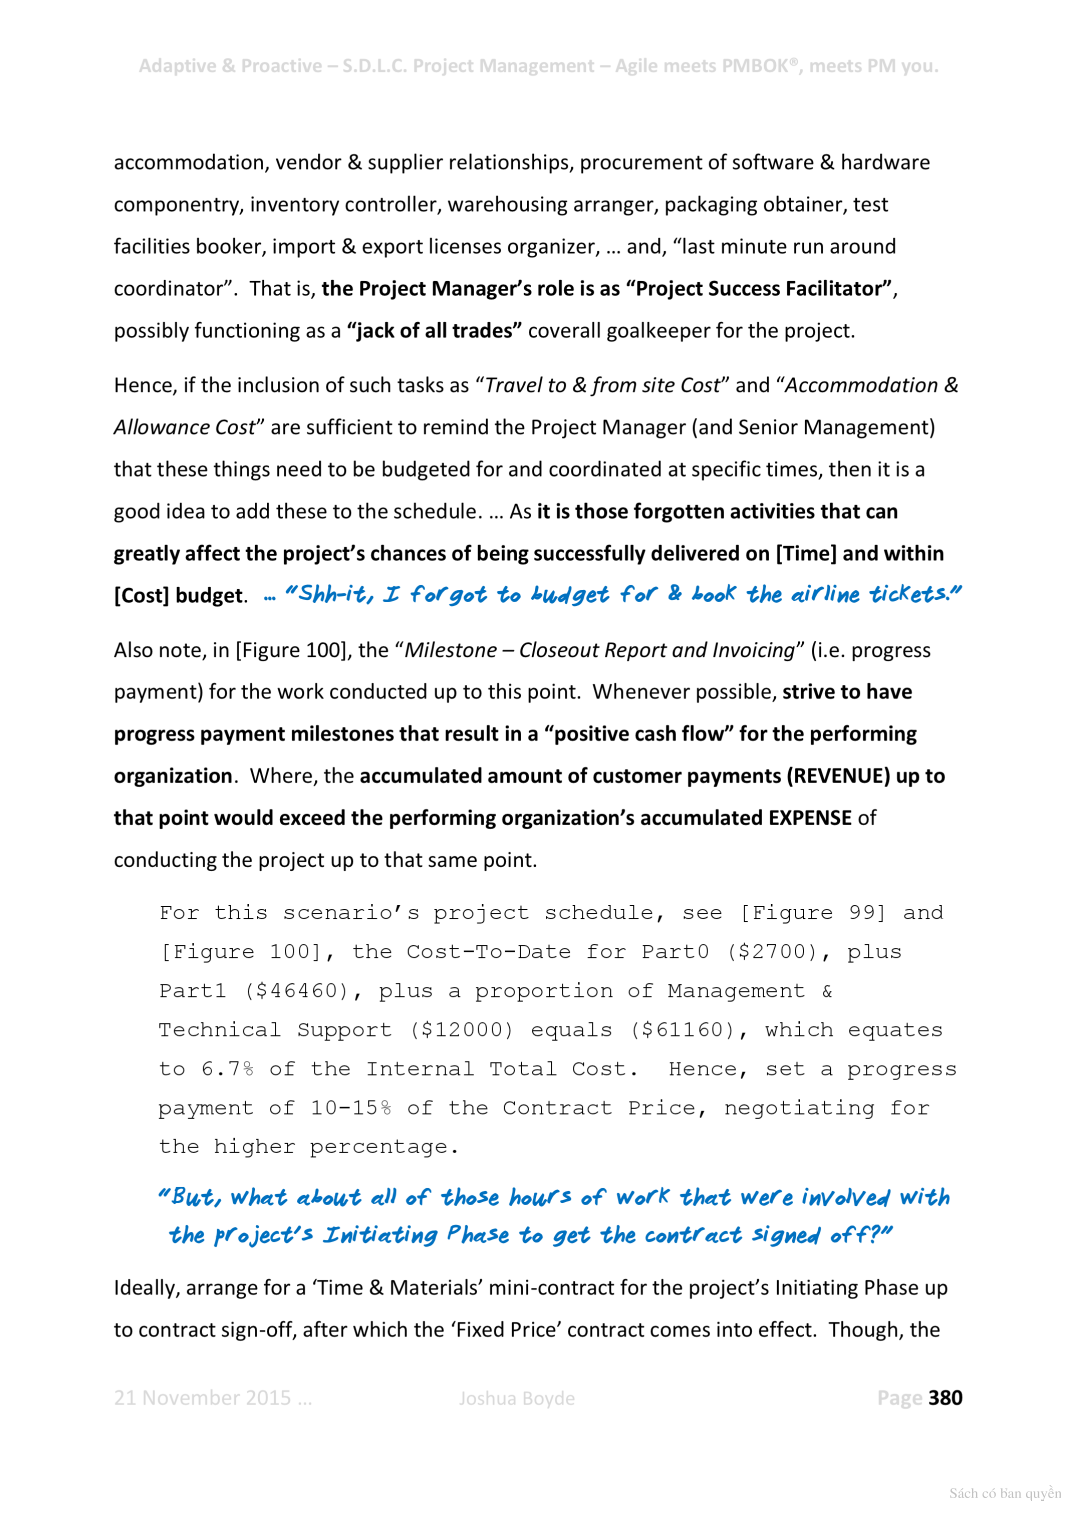 Adaptive & Proactive – S.D.L.C. Project Management – Agile meets PMBOK®, meets PM you.
accommodation, vendor & supplier relationships, procurement of software & hardware
componentry, inventory controller, warehousing arranger, packaging obtainer, test
facilities booker, import & export licenses organizer, … and, “last minute run around
coordinator”.  That is, the Project Manager’s role is as “Project Success Facilitator”,
possibly functioning as a “jack of all trades” coverall goalkeeper for the project.
Hence, if the inclusion of such tasks as “Travel to & from site Cost” and “Accommodation &
Allowance Cost” are sufficient to remind the Project Manager (and Senior Management)
that these things need to be budgeted for and coordinated at specific times, then it is a
good idea to add these to the schedule. … As it is those forgotten activities that can
greatly affect the project’s chances of being successfully delivered on [Time] and within
[Cost] budget.  … “Shh-it, I forgot to budget for & book the airline tickets.”
Also note, in [Figure 100], the “Milestone – Closeout Report and Invoicing” (i.e. progress
payment) for the work conducted up to this point.  Whenever possible, strive to have
progress payment milestones that result in a “positive cash flow” for the performing
organization.  Where, the accumulated amount of customer payments (REVENUE) up to
that point would exceed the performing organization’s accumulated EXPENSE of
conducting the project up to that same point.
For this scenario’s project schedule, see [Figure 99] and
[Figure 100], the Cost-To-Date for Part0 ($2700), plus
Part1 ($46460), plus a proportion of Management &
Technical Support ($12000) equals ($61160), which equates
to 6.7% of the Internal Total Cost.  Hence, set a progress
payment of 10-15% of the Contract Price, negotiating for
the higher percentage.
“But, what about all of those hours of work that were involved with
the project’s Initiating Phase to get the contract signed off?”
Ideally, arrange for a ‘Time & Materials’ mini-contract for the project’s Initiating Phase up
to contract sign-off, after which the ‘Fixed Price’ contract comes into effect.  Though, the
21 November 2015 … Joshua Boyde Page 380
Sách có bản quyền